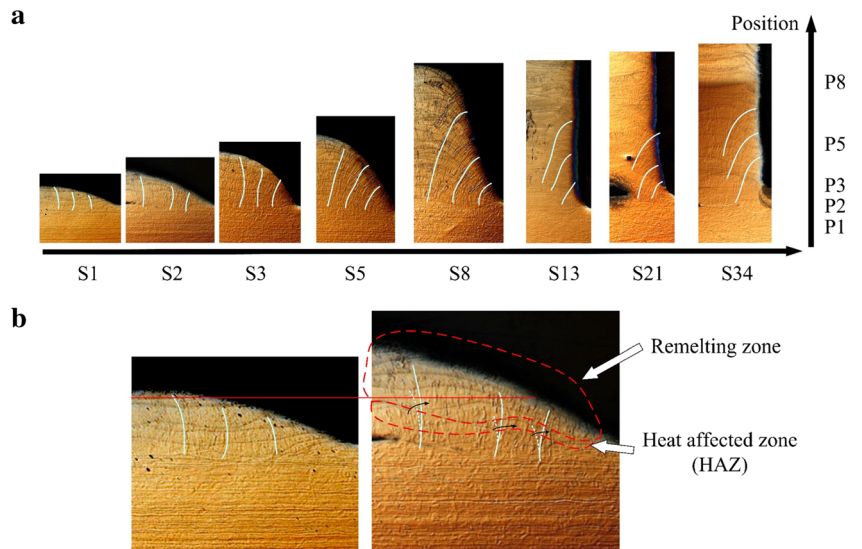 a
Position
P8
P5
P3
P2
P1
S1 S2 S3 S5 S8 S13 S21 S34
b
Remelting zone
Heat affected zone
(HAZ)